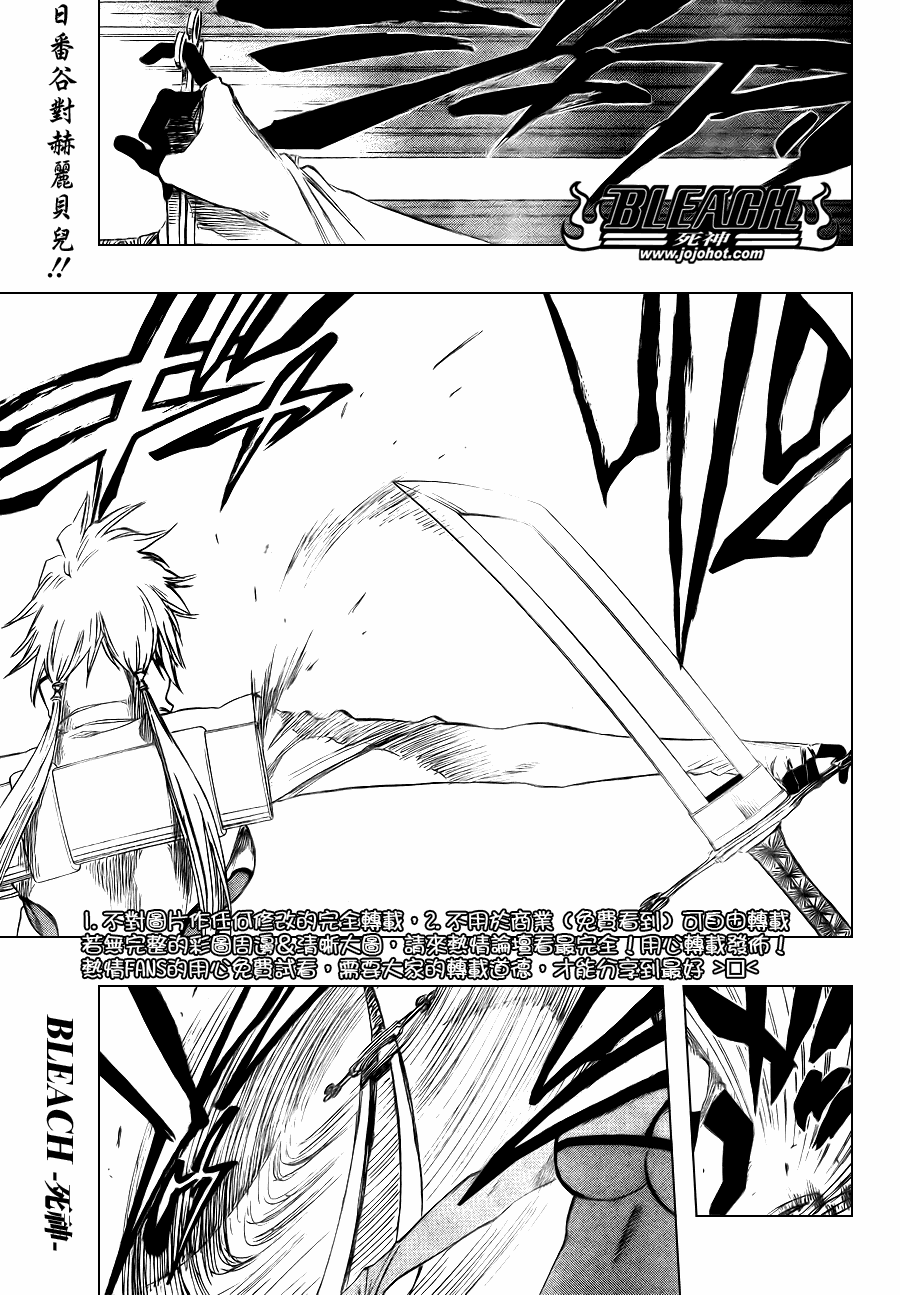 日番谷對赫麗貝兒!!
BLEACH
死神
www.jojohot.com
1. 不對圖片作任何修改的完全轉載，2. 不用於商業（免費看到）可自由轉載
若無完整的彩圖周漫&清晰大圖，請來熱情論壇看最完全！用心轉載發佈！
熱情FANS的用心免費試看，需要大家的轉載道德，才能分享到最好 >口<
BLEACH -死神-